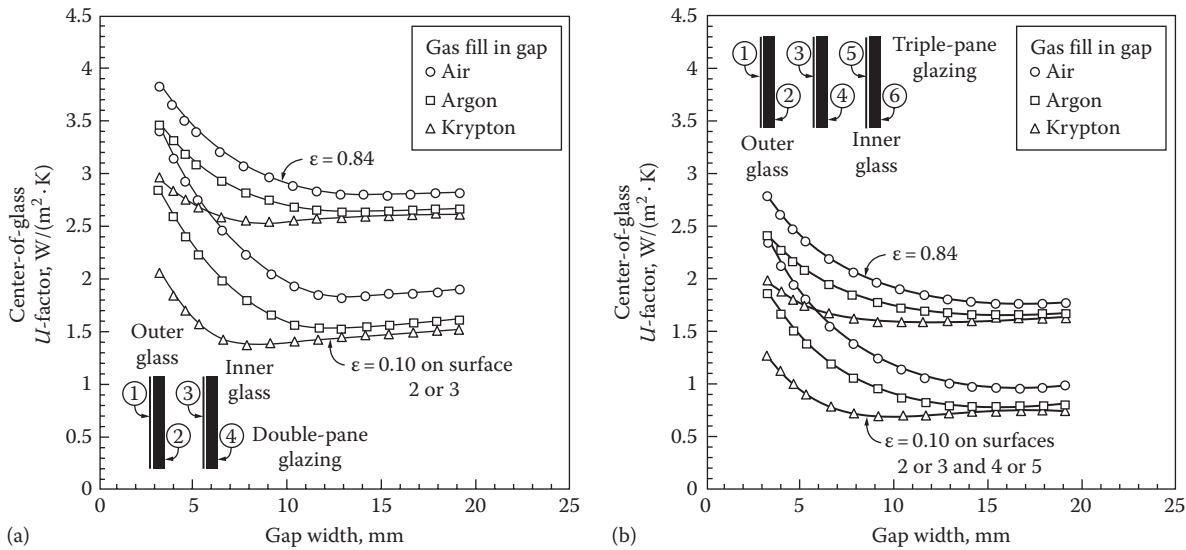 4.5
4
3.5
3
2.5
2
1.5
1
0.5
0
Center-of-glass
U-factor, W/(m² · K)
Gas fill in gap
Air
Argon
Krypton
ε = 0.84
ε = 0.10 on surface
2 or 3
Outer
glass
Inner
glass
1
3
2
4
Double-pane
glazing
0 5 10 15 20 25
Gap width, mm
(a)
4.5
4
3.5
3
2.5
2
1.5
1
0.5
0
Center-of-glass
U-factor, W/(m² · K)
1
3
5
Triple-pane
glazing
2
4
6
Outer
glass
Inner
glass
Gas fill in gap
Air
Argon
Krypton
ε = 0.84
ε = 0.10 on surfaces
2 or 3 and 4 or 5
0 5 10 15 20 25
Gap width, mm
(b)